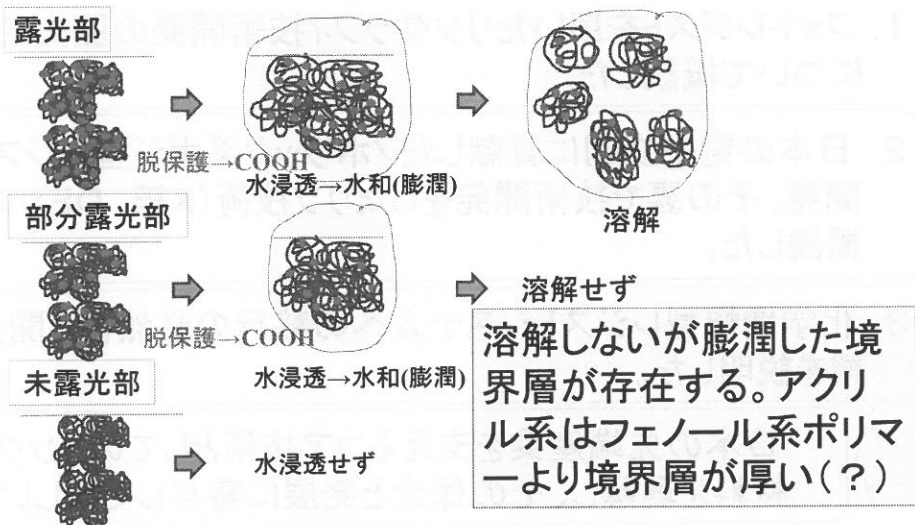 露光部
脱保護→COOH
水浸透→水和(膨潤)
溶解
部分露光部
脱保護→COOH
水浸透→水和(膨潤)
溶解せず
未露光部
水浸透せず
溶解しないが膨潤した境
界層が存在する。アクリ
ル系はフェノール系ポリマ
ーより境界層が厚い(?)